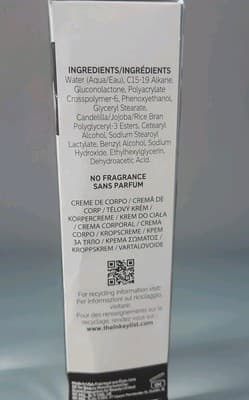 INGREDIENTS/INGRÉDIENTS
Water (Aqua/Eau), C15-19 Alkane,
Gluconolactone, Polyacrylate
Crosspolymer-6, Phenoxyethanol,
Glyceryl Stearate,
Candelilla/Jojoba/Rice Bran
Polyglyceryl-3 Esters, Cetearyl
Alcohol, Sodium Stearoyl
Lactylate, Benzyl Alcohol, Sodium
Hydroxide, Ethylhexylglycerin,
Dehydroacetic Acid.
NO FRAGRANCE
SANS PARFUM
CREME DE CORPO / CREMĂ DE
CORP / TĚLOVÝ KRÉM /
KÖRPERCREME / KREM DO CIAŁA
/ CREMA CORPORAL / CREMA
CORPO / KROPSCREME / КРЕМ
ЗА ТЯЛО / ΚΡΕΜΑ ΣΩΜΑΤΟΣ /
KROPPSKREM / VARTALOVOIDE
For recycling information visit:
Per informazioni sul riciclaggio,
visitare:
Pour des renseignements sur le
recyclage, rendez-vous sur :
www.theinkeylist.com